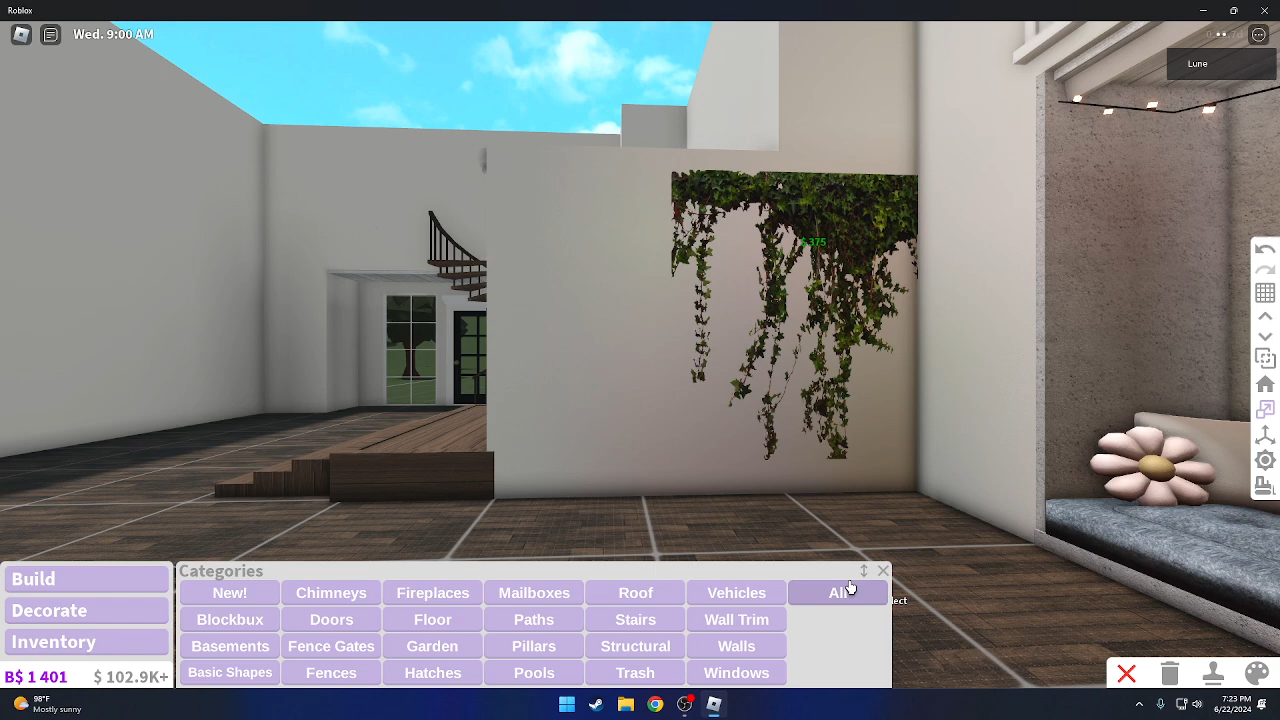 Roblox
Wed. 9:00 AM
Lune
$ 375
Build
Decorate
Inventory
B$ 1 401
$ 102.9K+
Categories
New! Chimneys Fireplaces Mailboxes Roof Vehicles All
Blockbux Doors Floor Paths Stairs Wall Trim
Basements Fence Gates Garden Pillars Structural Walls
Basic Shapes Fences Hatches Pools Trash Windows
98°F
Mostly sunny
7:23 PM
6/22/2024